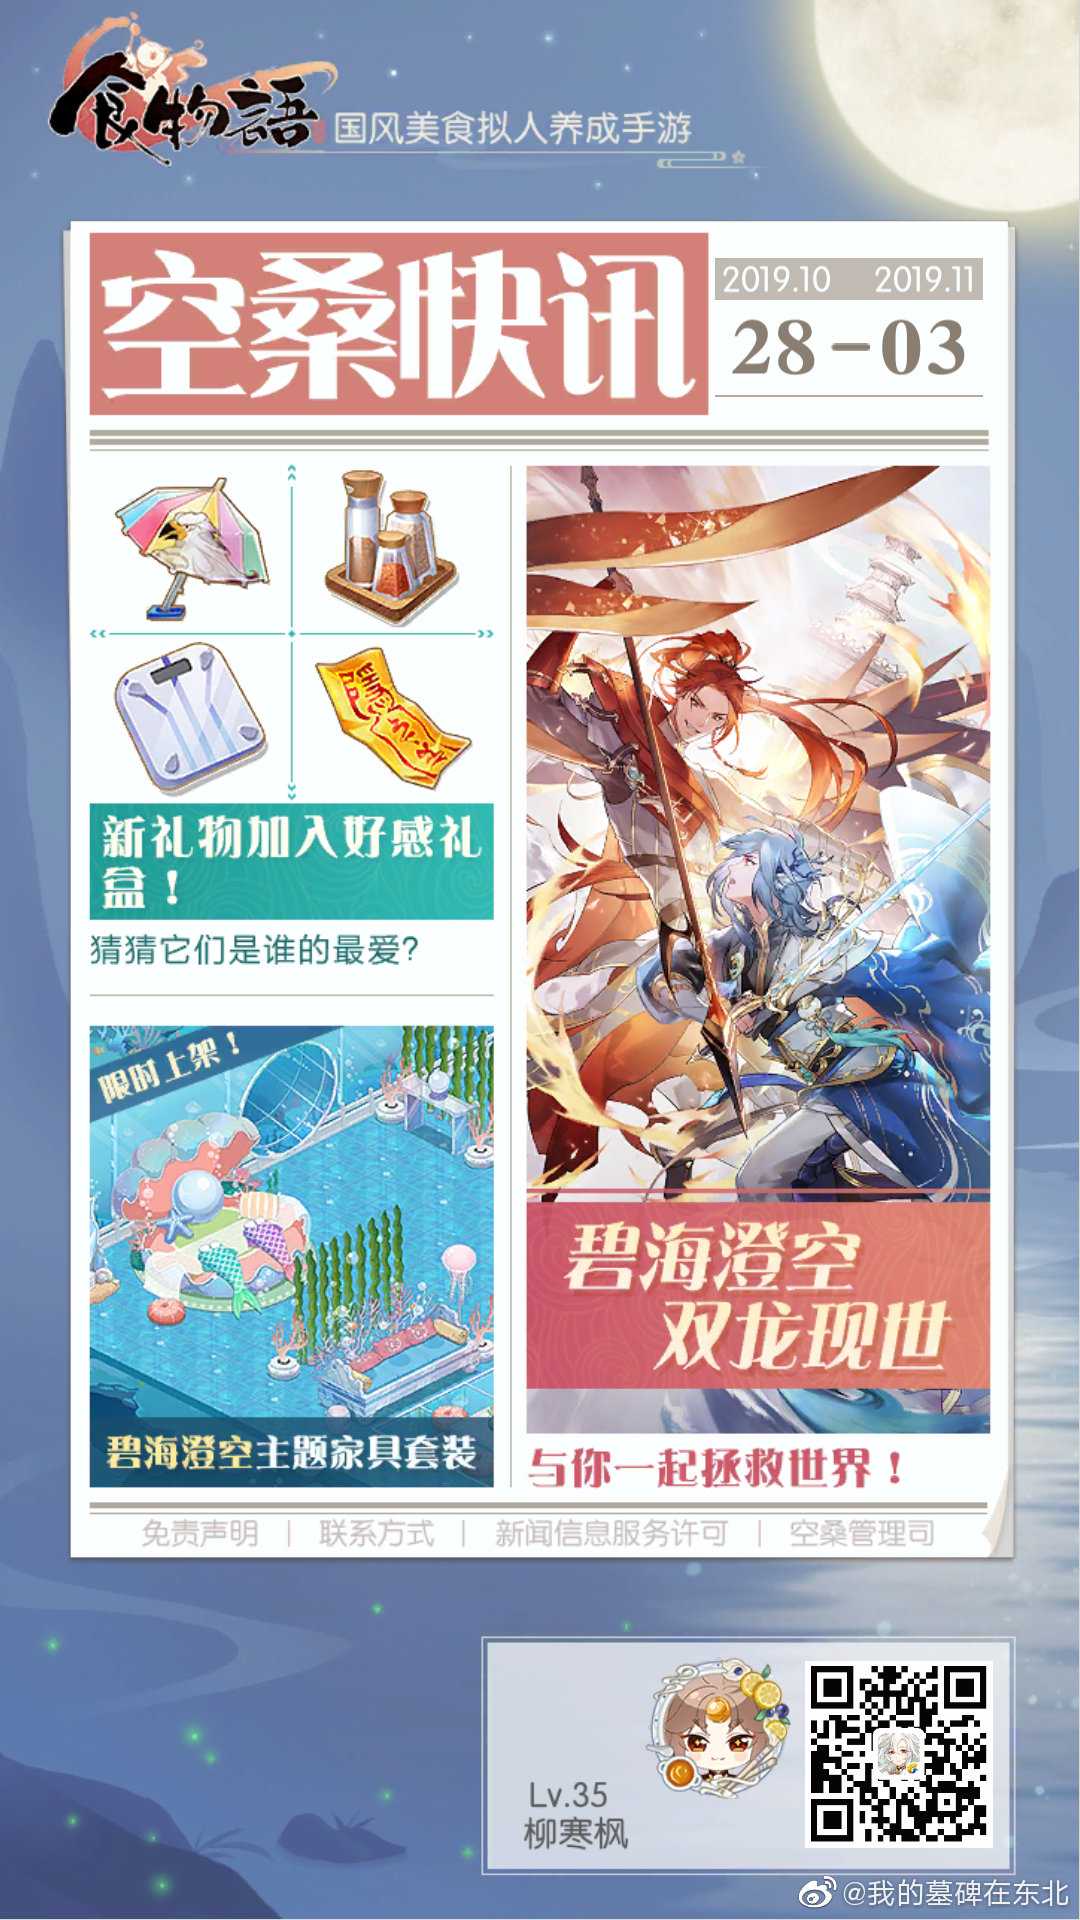 食物語
国风美食拟人养成手游
空桑快讯
2019.10 2019.11
28-03
新礼物加入好感礼
盒！
猜猜它们是谁的最爱？
限时上架！
碧海澄空主题家具套装
碧海澄空
双龙现世
与你一起拯救世界！
免责声明 | 联系方式 | 新闻信息服务许可 | 空桑管理司
Lv.35
柳寒枫
@我的墓碑在东北